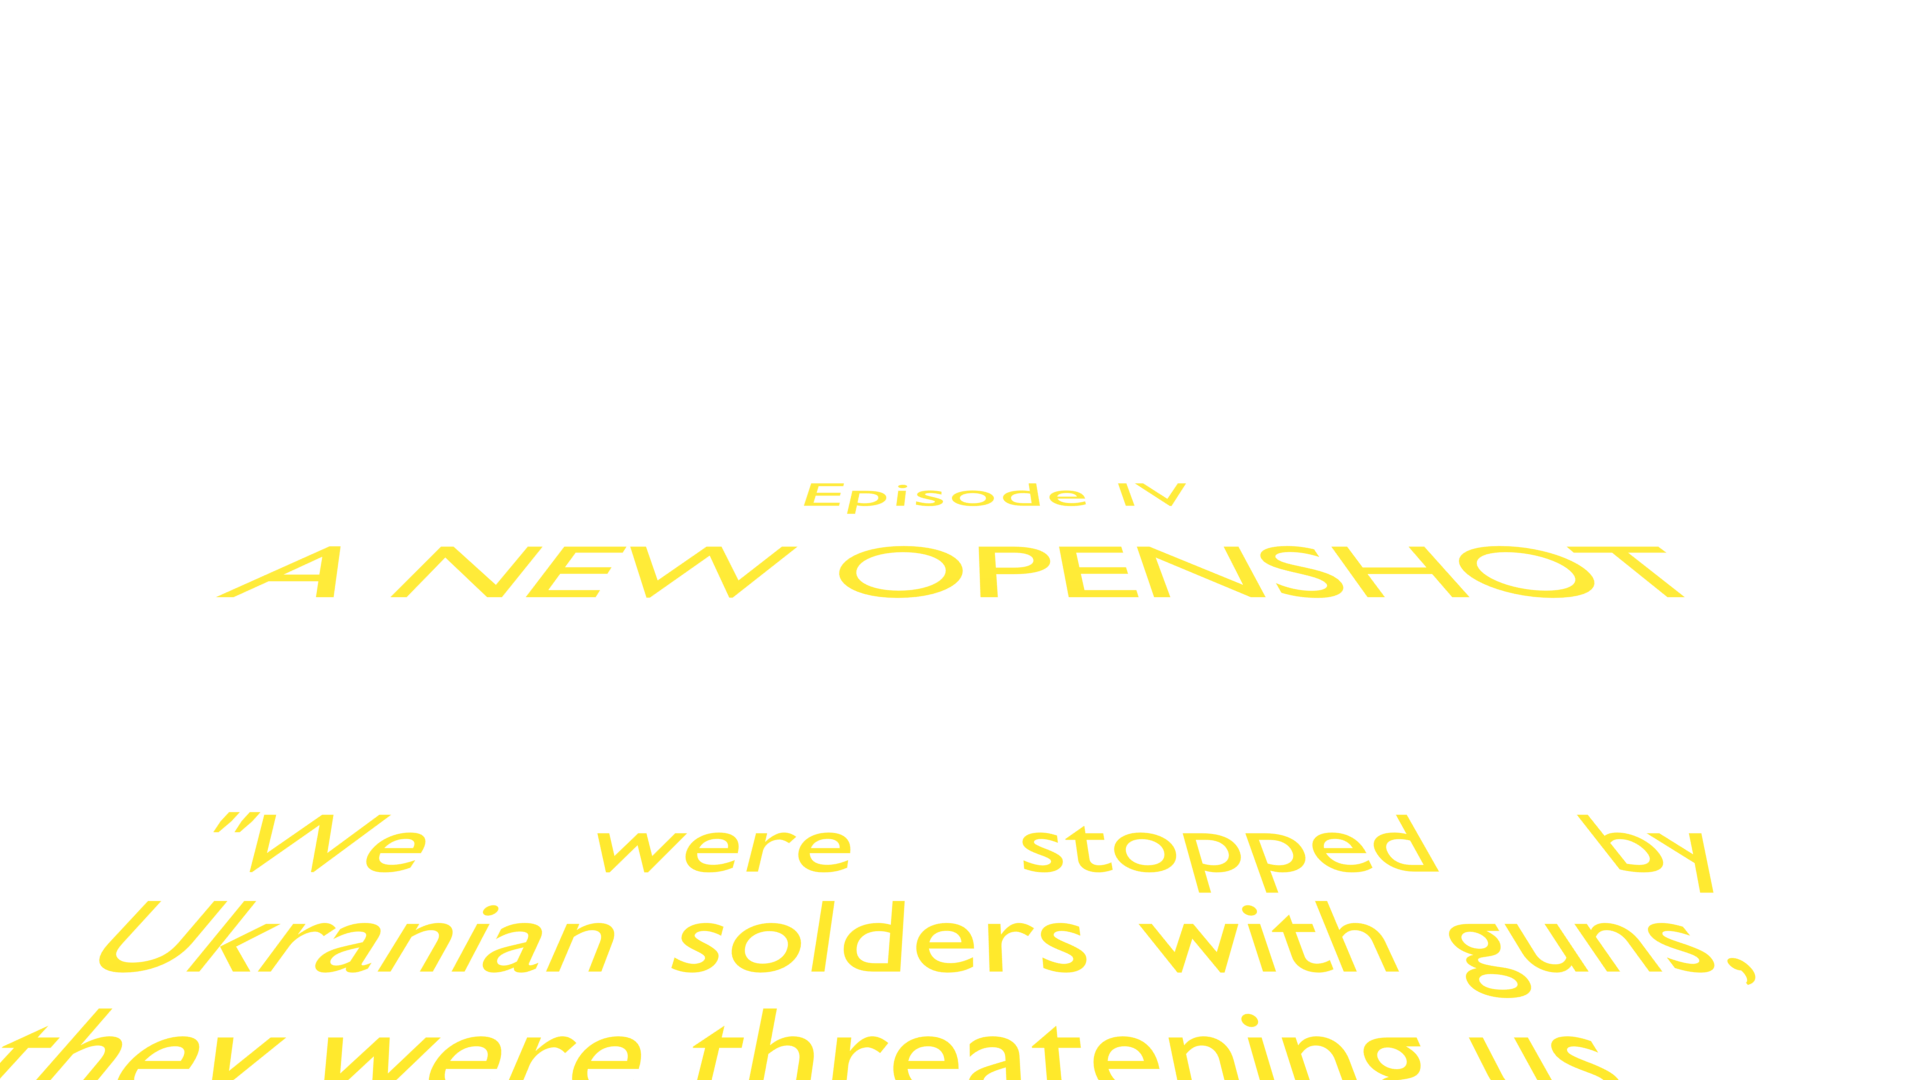 Episode IV
A NEW OPENSHOT
"We were stopped by
Ukranian solders with guns,
they were threatening us